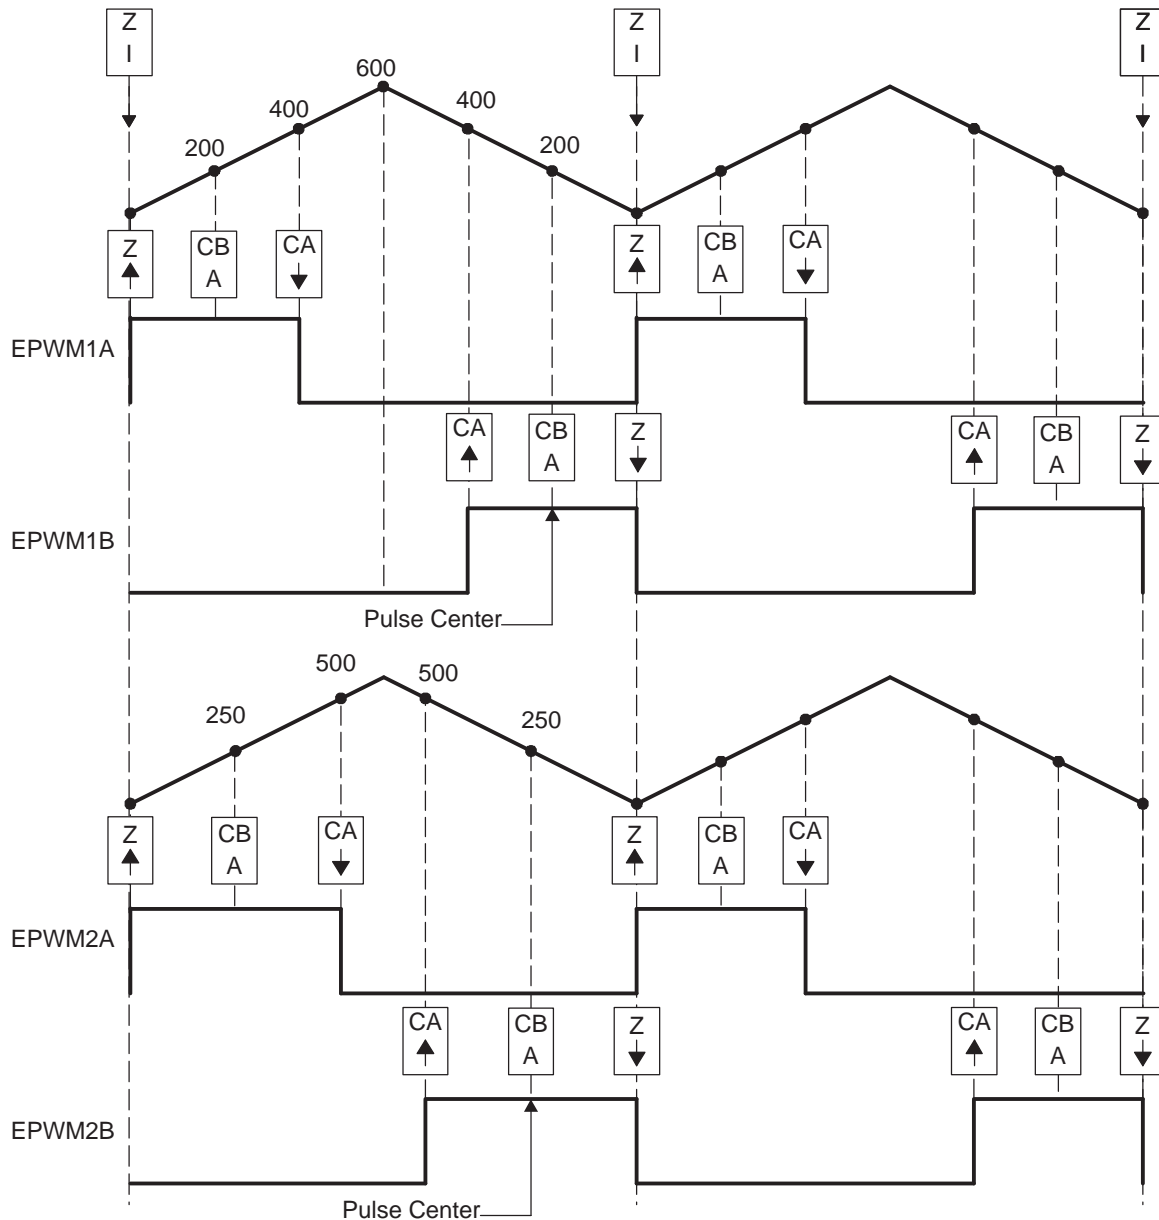 Z Z Z
I I I
600
400 400
200 200
Z CB CA Z CB CA
A A
EPWM1A
CA CB Z CA CB Z
A A
EPWM1B
Pulse Center
500 500
250 250
Z CB CA Z CB CA
A A
EPWM2A
CA CB Z CA CB Z
A A
EPWM2B
Pulse Center